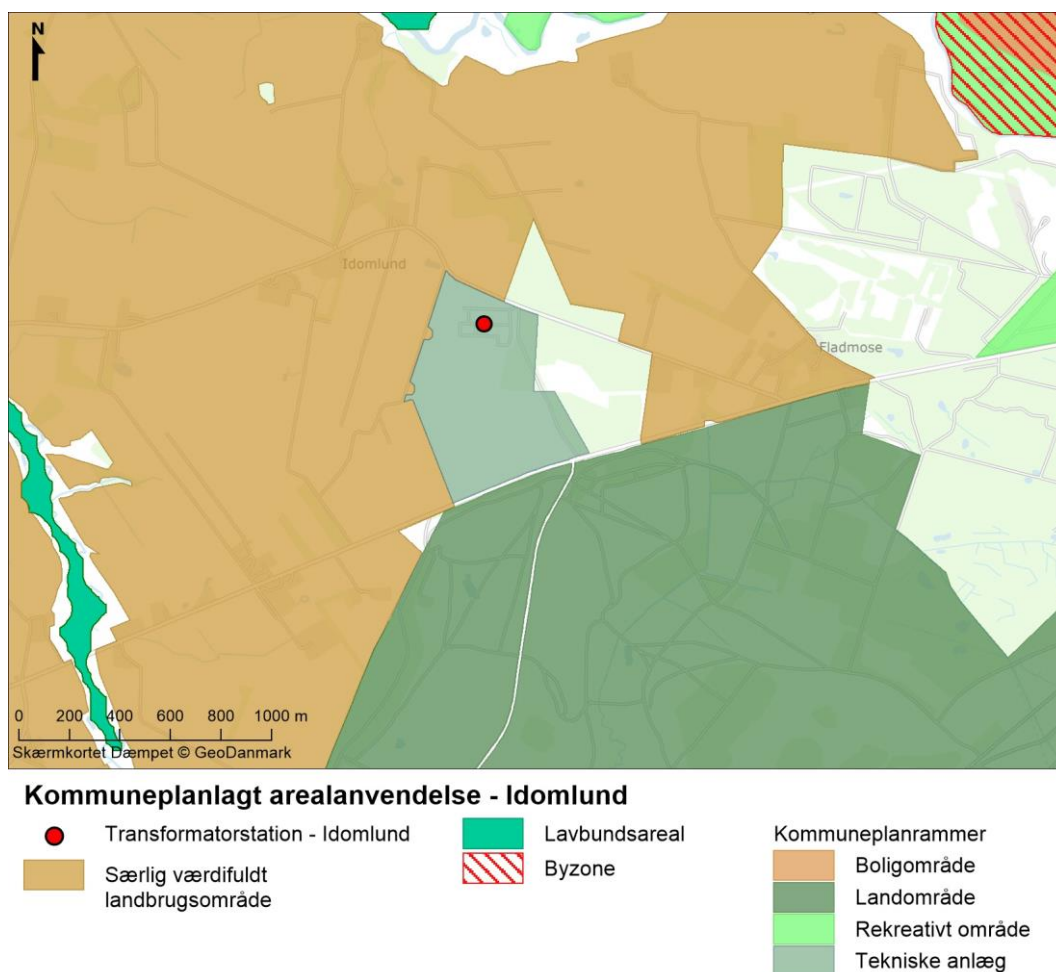 N
Idomlund
Fladmose
0 200 400 600 800 1000 m
Skærmkortet Dæmpet © GeoDanmark
Kommuneplanlagt arealanvendelse - Idomlund
Transformatorstation - Idomlund
Særlig værdifuldt
landbrugsområde
Lavbundsareal
Byzone
Kommuneplanrammer
Boligområde
Landområde
Rekreativt område
Tekniske anlæg